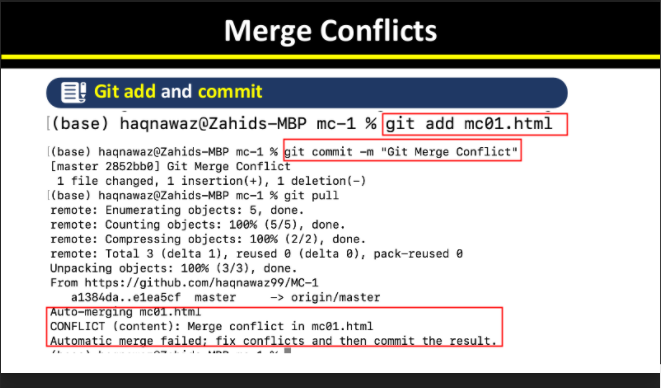 Merge Conflicts
Git add and commit
(base) haqnawaz@Zahids-MBP mc-1 % git add mc01.html
(base) haqnawaz@Zahids-MBP mc-1 % git commit -m "Git Merge Conflict"
[master 2852bb0] Git Merge Conflict
1 file changed, 1 insertion(+), 1 deletion(-)
(base) haqnawaz@Zahids-MBP mc-1 % git pull
remote: Enumerating objects: 5, done.
remote: Counting objects: 100% (5/5), done.
remote: Compressing objects: 100% (2/2), done.
remote: Total 3 (delta 1), reused 0 (delta 0), pack-reused 0
Unpacking objects: 100% (3/3), done.
From https://github.com/haqnawaz99/MC-1
a1384da..e1ea5cf master -> origin/master
Auto-merging mc01.html
CONFLICT (content): Merge conflict in mc01.html
Automatic merge failed; fix conflicts and then commit the result.